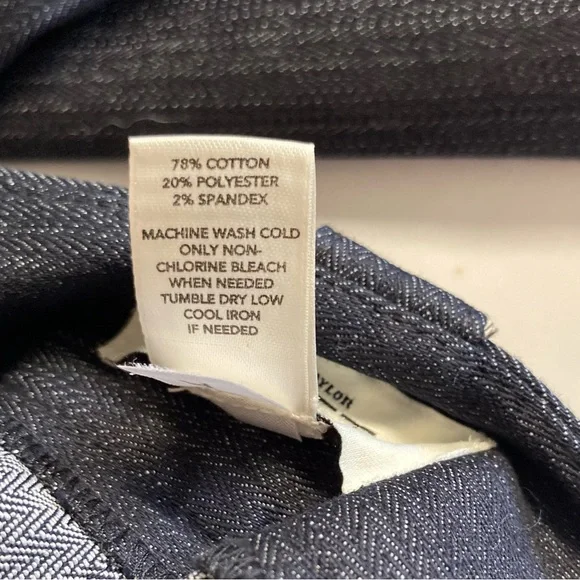 78% COTTON
20% POLYESTER
2% SPANDEX
MACHINE WASH COLD
ONLY NON-
CHLORINE BLEACH
WHEN NEEDED
TUMBLE DRY LOW
COOL IRON
IF NEEDED